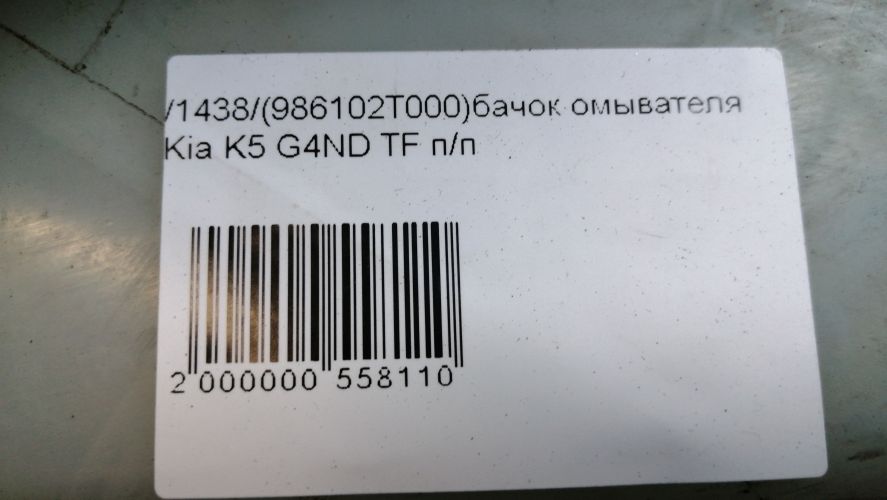 /1438/(986102T000)бачок омывателя
Kia K5 G4ND TF п/п
2 000000 558110